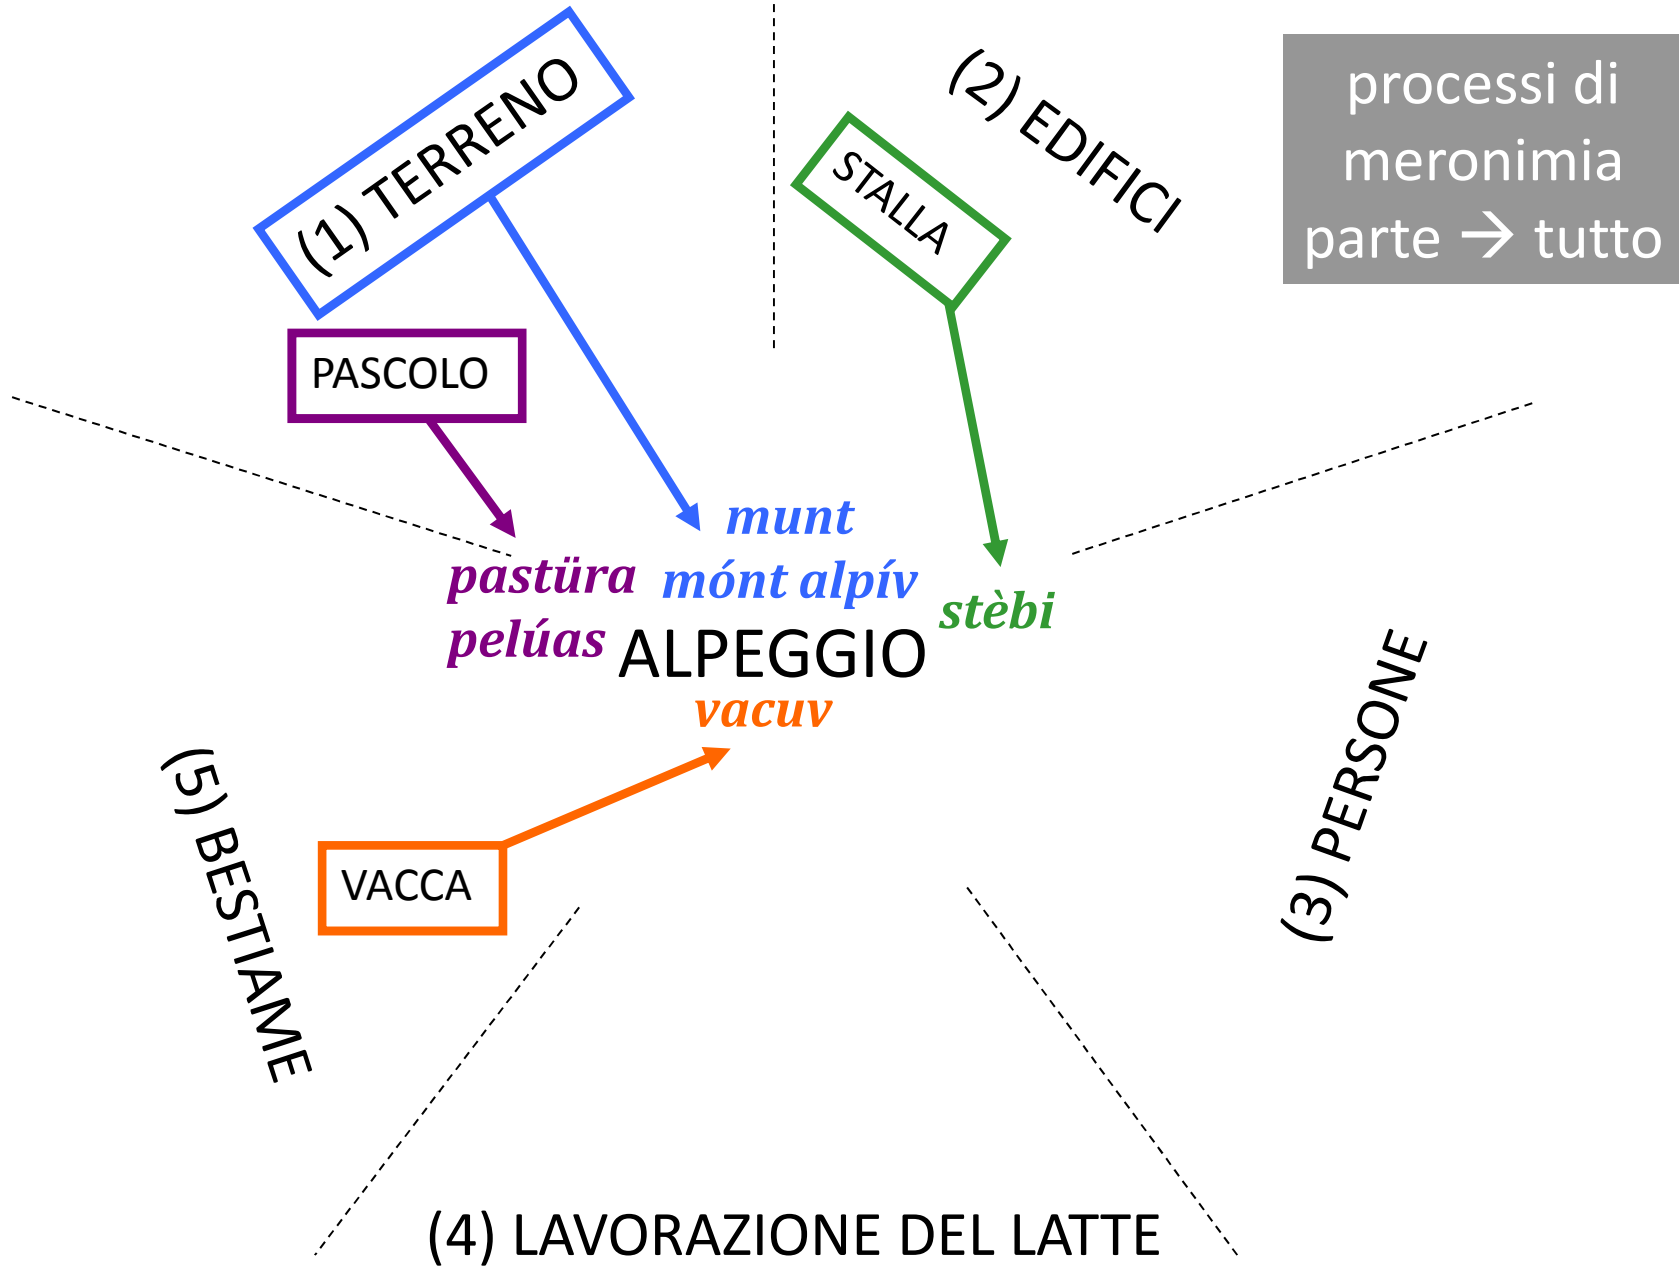 (1) TERRENO
(2) EDIFICI
processi di
meronimia
parte → tutto
STALLA
PASCOLO
munt
pastüra
mónt alpív
stèbi
pelúas
ALPEGGIO
vacuv
(3) PERSONE
(5) BESTIAME
VACCA
(4) LAVORAZIONE DEL LATTE